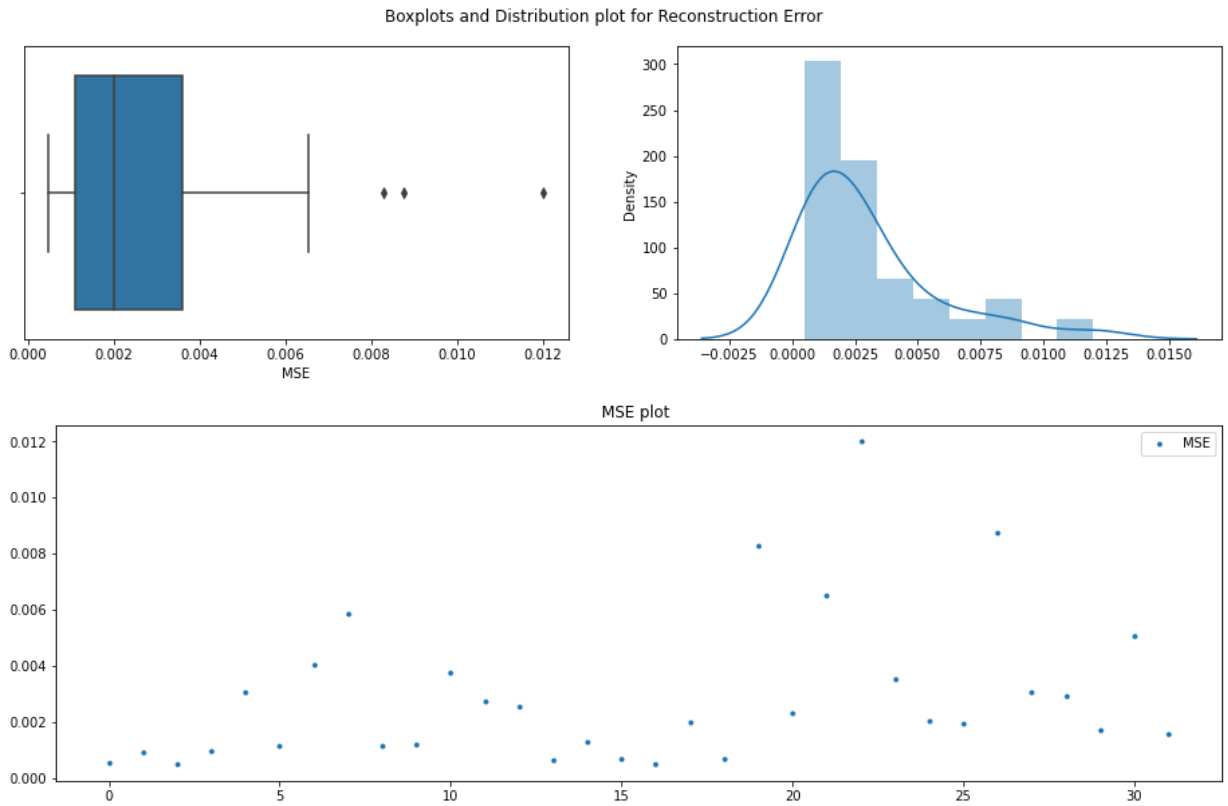 Boxplots and Distribution plot for Reconstruction Error
0.000 0.002 0.004 0.006 0.008 0.010 0.012
MSE
300
250
200
150
100
50
0
Density
−0.0025 0.0000 0.0025 0.0050 0.0075 0.0100 0.0125 0.0150
MSE plot
MSE
0.012
0.010
0.008
0.006
0.004
0.002
0.000
0 5 10 15 20 25 30